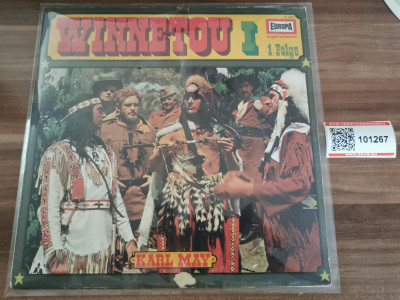 WINNETOU I
EUROPA
1. Folge
KARL MAY
101267